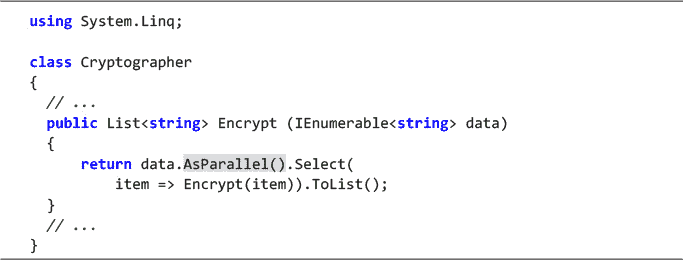 using System.Linq;
class Cryptographer
{
// ...
public List<string> Encrypt (IEnumerable<string> data)
{
return data.AsParallel().Select(
item => Encrypt(item)).ToList();
}
// ...
}